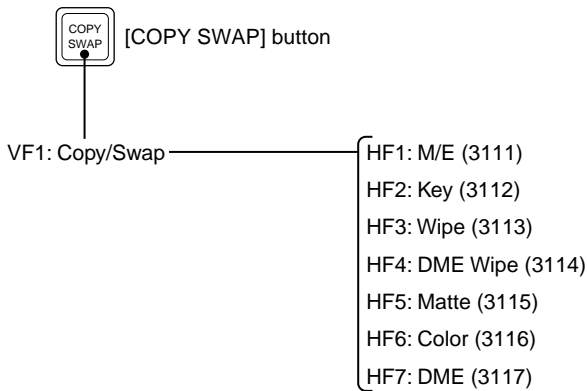 COPY
SWAP
[COPY SWAP] button
VF1: Copy/Swap
HF1: M/E (3111)
HF2: Key (3112)
HF3: Wipe (3113)
HF4: DME Wipe (3114)
HF5: Matte (3115)
HF6: Color (3116)
HF7: DME (3117)